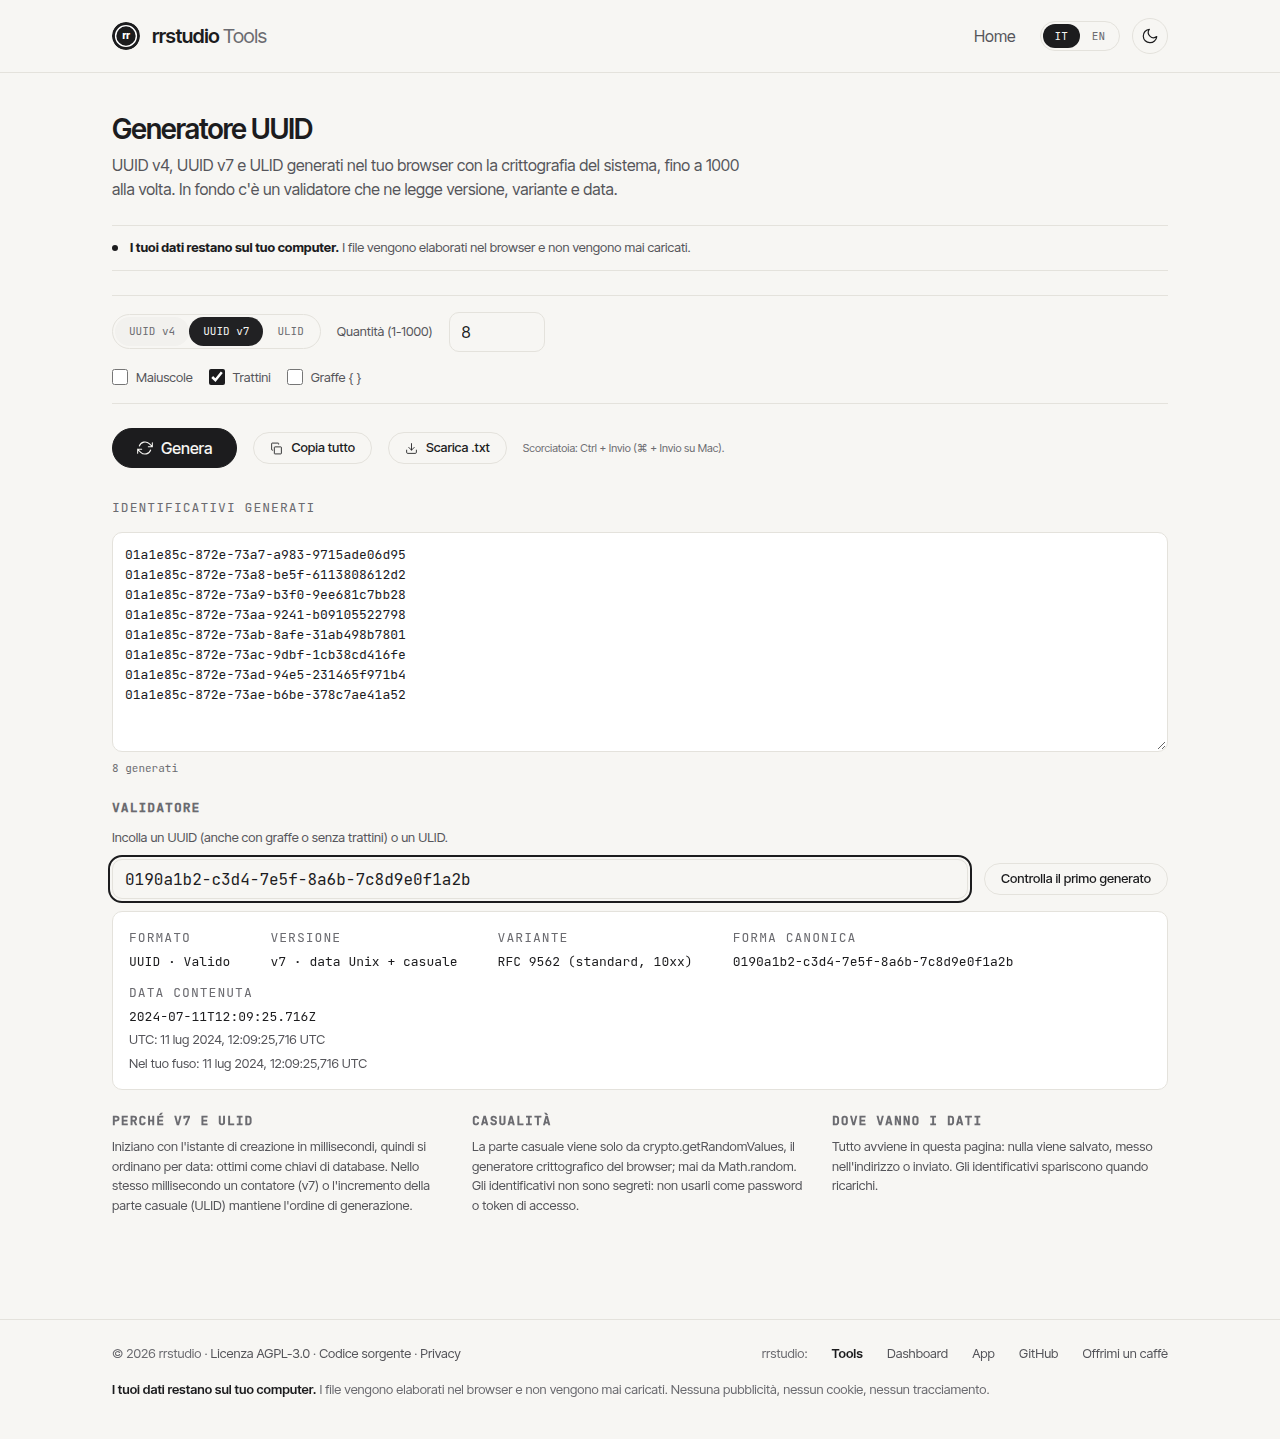 rr rrstudio Tools
Home
IT EN
Generatore UUID
UUID v4, UUID v7 e ULID generati nel tuo browser con la crittografia del sistema, fino a 1000
alla volta. In fondo c'è un validatore che ne legge versione, variante e data.
I tuoi dati restano sul tuo computer. I file vengono elaborati nel browser e non vengono mai caricati.
UUID v4 UUID v7 ULID Quantità (1-1000) 8
Maiuscole Trattini Graffe { }
Genera Copia tutto Scarica .txt Scorciatoia: Ctrl + Invio (⌘ + Invio su Mac).
IDENTIFICATIVI GENERATI
01a1e85c-872e-73a7-a983-9715ade06d95
01a1e85c-872e-73a8-be5f-6113808612d2
01a1e85c-872e-73a9-b3f0-9ee681c7bb28
01a1e85c-872e-73aa-9241-b09105522798
01a1e85c-872e-73ab-8afe-31ab498b7801
01a1e85c-872e-73ac-9dbf-1cb38cd416fe
01a1e85c-872e-73ad-94e5-231465f971b4
01a1e85c-872e-73ae-b6be-378c7ae41a52
8 generati
VALIDATORE
Incolla un UUID (anche con graffe o senza trattini) o un ULID.
0190a1b2-c3d4-7e5f-8a6b-7c8d9e0f1a2b Controlla il primo generato
FORMATO VERSIONE VARIANTE FORMA CANONICA
UUID · Valido v7 · data Unix + casuale RFC 9562 (standard, 10xx) 0190a1b2-c3d4-7e5f-8a6b-7c8d9e0f1a2b
DATA CONTENUTA
2024-07-11T12:09:25.716Z
UTC: 11 lug 2024, 12:09:25,716 UTC
Nel tuo fuso: 11 lug 2024, 12:09:25,716 UTC
PERCHÉ V7 E ULID
Iniziano con l'istante di creazione in millisecondi, quindi si
ordinano per data: ottimi come chiavi di database. Nello
stesso millisecondo un contatore (v7) o l'incremento della
parte casuale (ULID) mantiene l'ordine di generazione.
CASUALITÀ
La parte casuale viene solo da crypto.getRandomValues, il
generatore crittografico del browser; mai da Math.random.
Gli identificativi non sono segreti: non usarli come password
o token di accesso.
DOVE VANNO I DATI
Tutto avviene in questa pagina: nulla viene salvato, messo
nell'indirizzo o inviato. Gli identificativi spariscono quando
ricarichi.
© 2026 rrstudio · Licenza AGPL-3.0 · Codice sorgente · Privacy
rrstudio: Tools Dashboard App GitHub Offrimi un caffè
I tuoi dati restano sul tuo computer. I file vengono elaborati nel browser e non vengono mai caricati. Nessuna pubblicità, nessun cookie, nessun tracciamento.